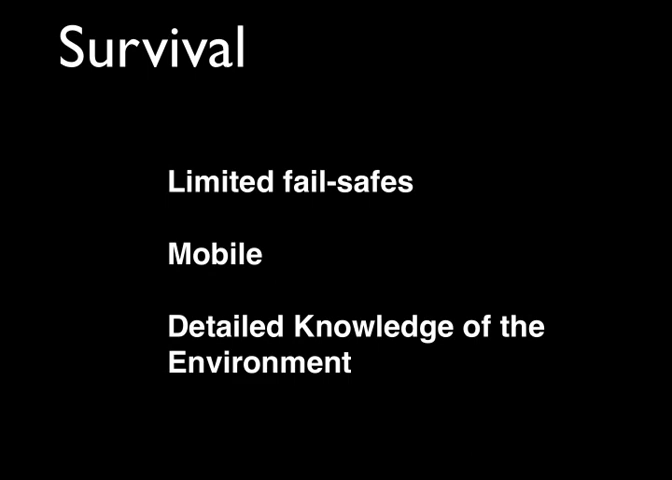 Survival
Limited fail-safes
Mobile
Detailed Knowledge of the
Environment